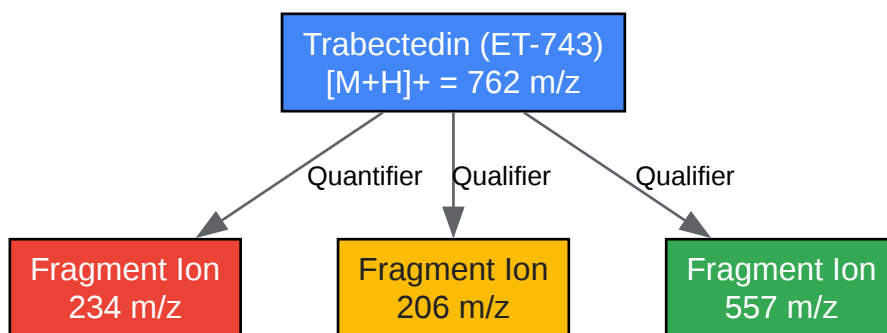 Trabectedin (ET-743)
[M+H]+ = 762 m/z
Quantifier
Qualifier
Qualifier
Fragment Ion
234 m/z
Fragment Ion
206 m/z
Fragment Ion
557 m/z